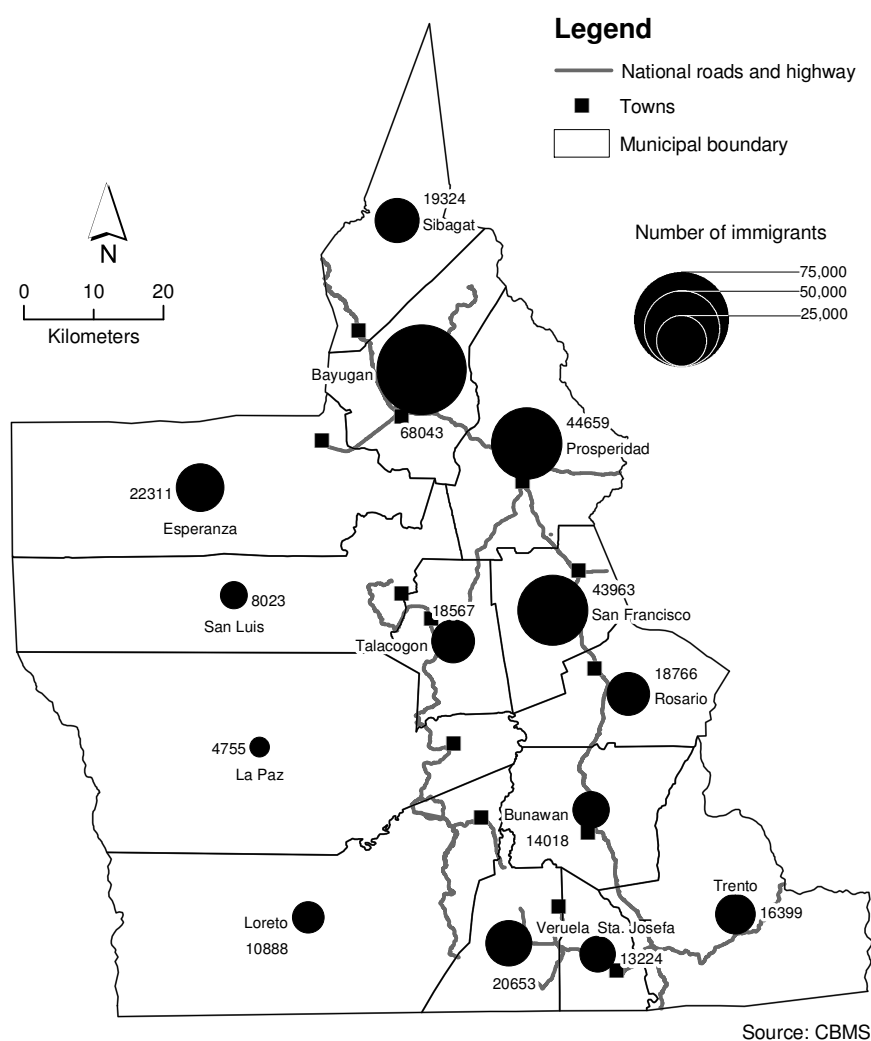 Legend
National roads and highway
Towns
Municipal boundary
19324
Sibagat
N
0 10 20
Kilometers
Number of immigrants
75,000
50,000
25,000
Bayugan
68043
44659
Prosperidad
22311
Esperanza
8023
San Luis
18567
Talacogon
43963
San Francisco
18766
Rosario
4755
La Paz
Bunawan
14018
Trento
16399
Loreto
10888
Veruela Sta. Josefa
13224
20653
Source: CBMS